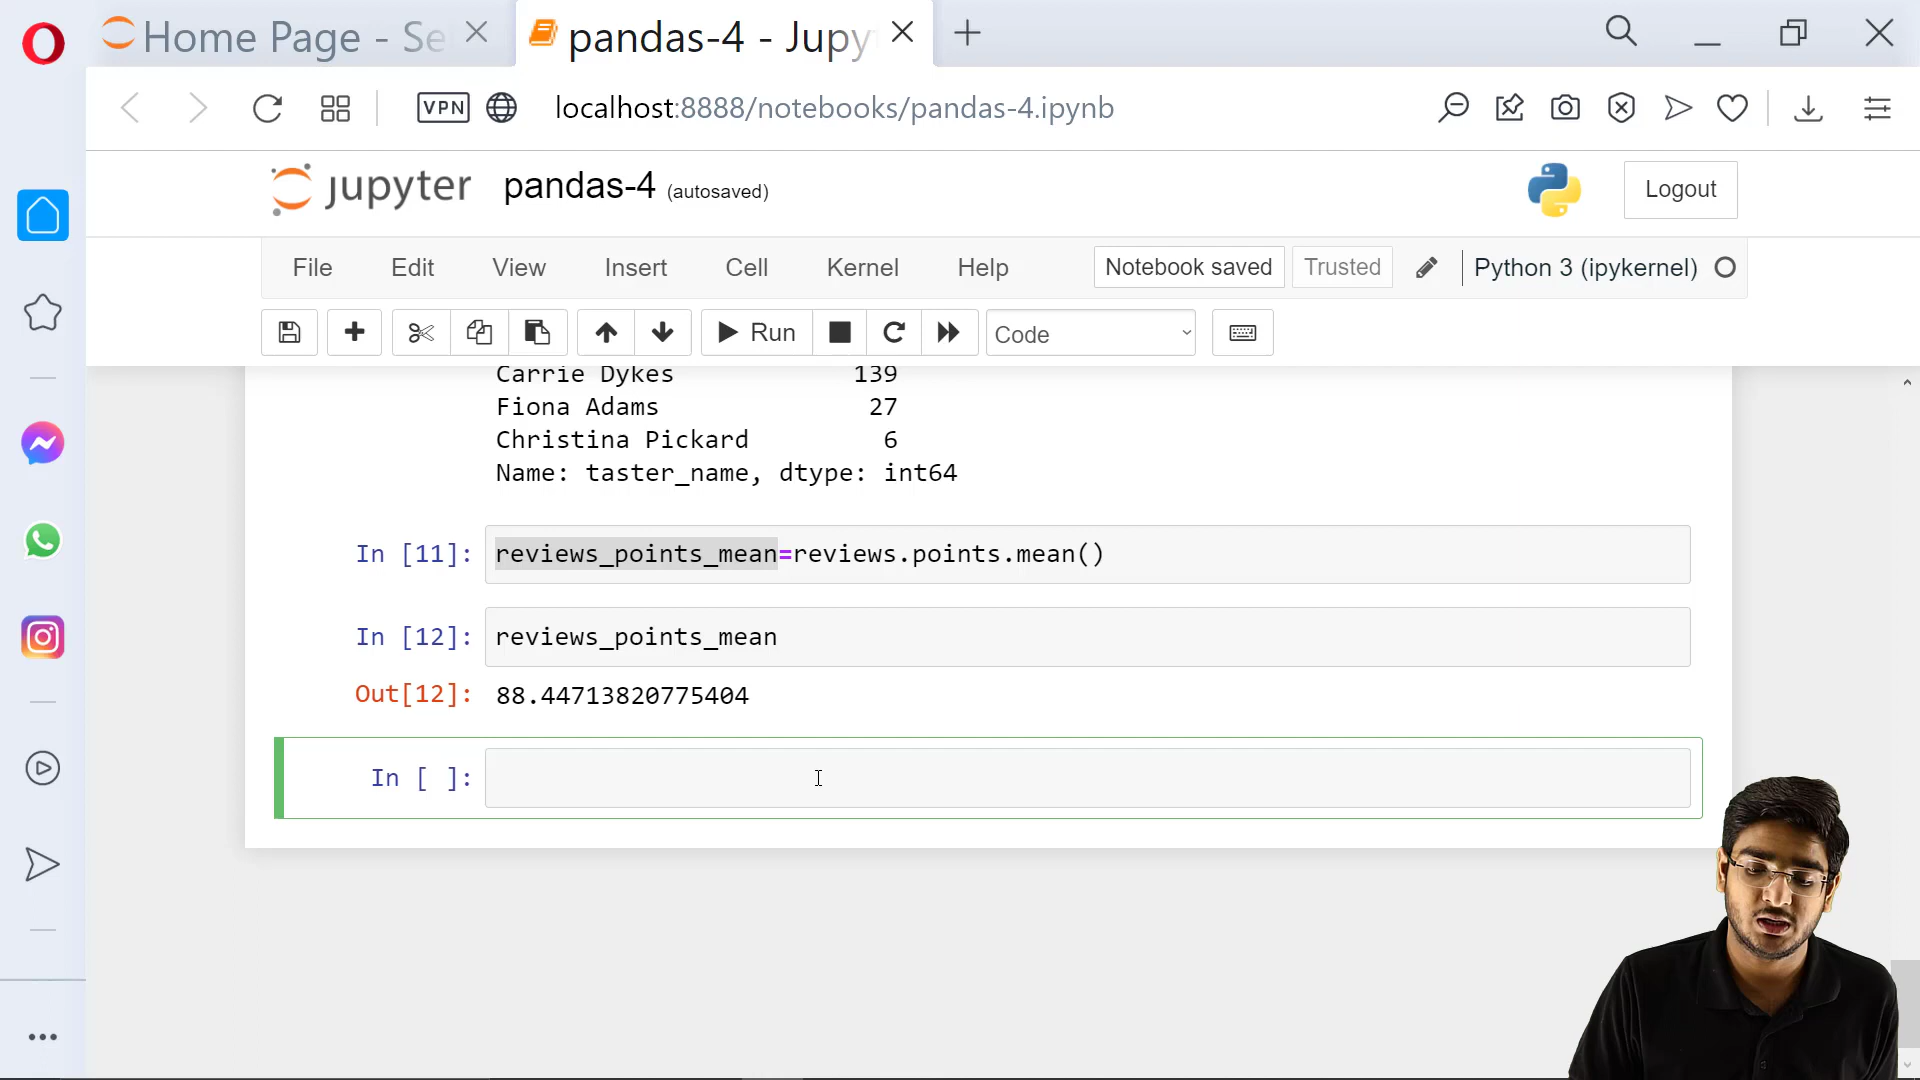 Home Page - Se
pandas-4 - Jupy
VPN
localhost:8888/notebooks/pandas-4.ipynb
jupyter pandas-4 (autosaved)
Logout
File Edit View Insert Cell Kernel Help
Notebook saved
Trusted
Python 3 (ipykernel)
Run
Code
Carrie Dykes 139
Fiona Adams 27
Christina Pickard 6
Name: taster_name, dtype: int64
In [11]: reviews_points_mean=reviews.points.mean()
In [12]: reviews_points_mean
Out[12]: 88.44713820775404
In [ ]: